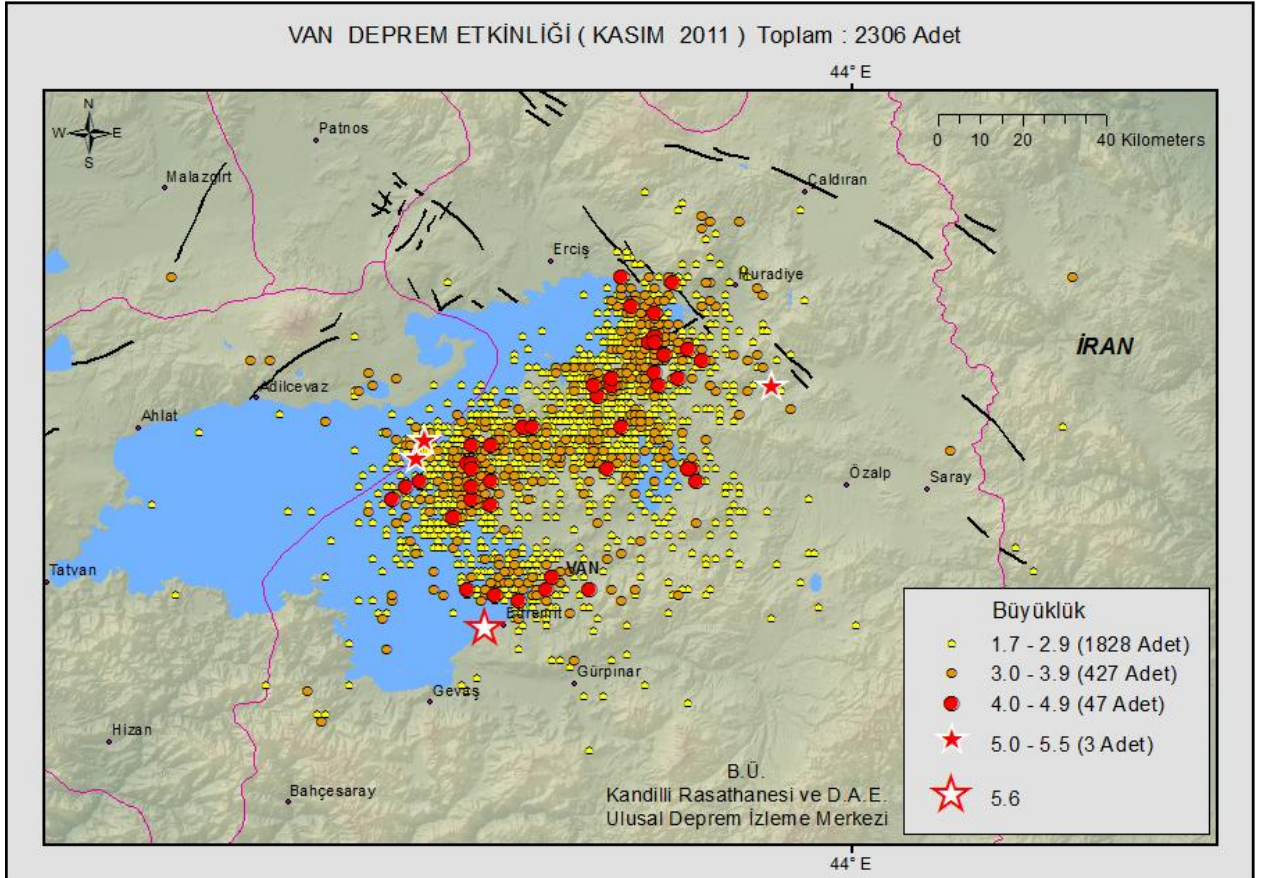 VAN DEPREM ETKİNLİĞİ ( KASIM 2011 ) Toplam : 2306 Adet
44° E
N
W E
S
0 10 20 40 Kilometers
Patnos
Malazgirt
Çaldıran
Erciş
Muradiye
İRAN
Adilcevaz
Ahlat
Özalp
Saray
Tatvan
VAN
Edremit
Gürpınar
Gevaş
Hizan
Bahçesaray
B.Ü.
Kandilli Rasathanesi ve D.A.E.
Ulusal Deprem İzleme Merkezi
Büyüklük
1.7 - 2.9 (1828 Adet)
3.0 - 3.9 (427 Adet)
4.0 - 4.9 (47 Adet)
5.0 - 5.5 (3 Adet)
5.6
44° E